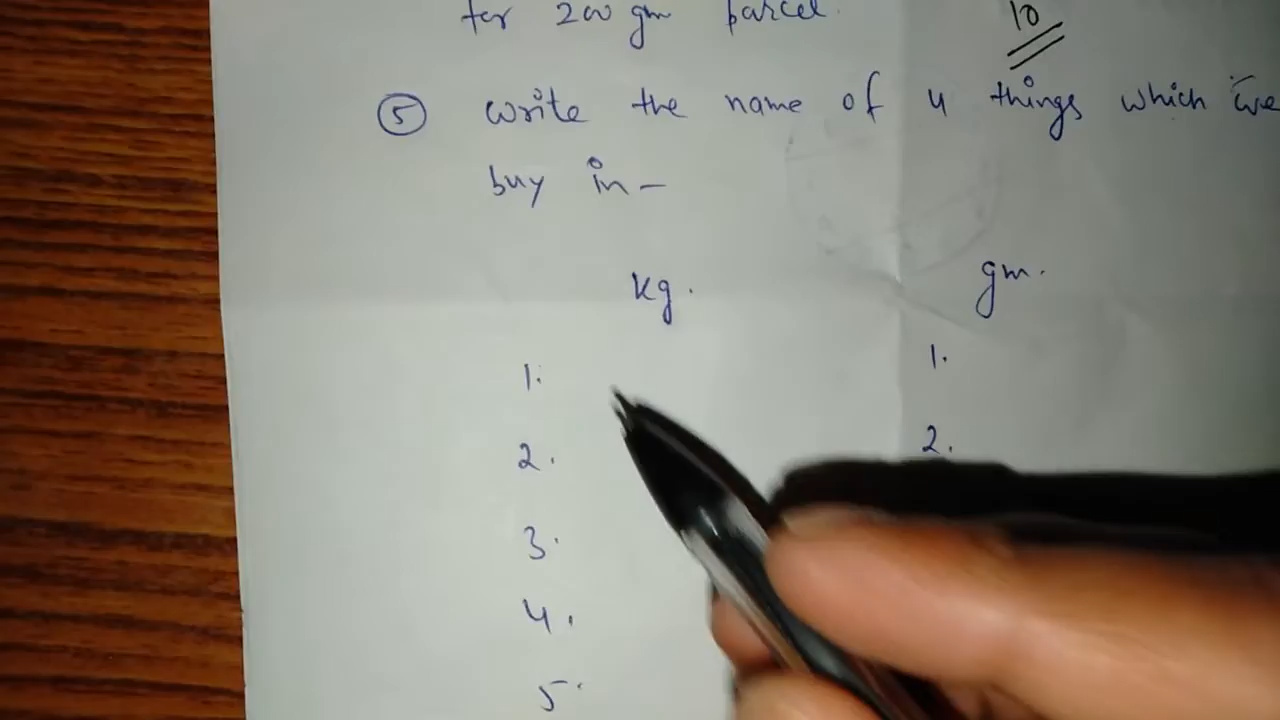 for 200 gm parcel.
10
5 write the name of 4 things which we
buy in -
kg. gm.
1. 1.
2. 2.
3.
4.
5.